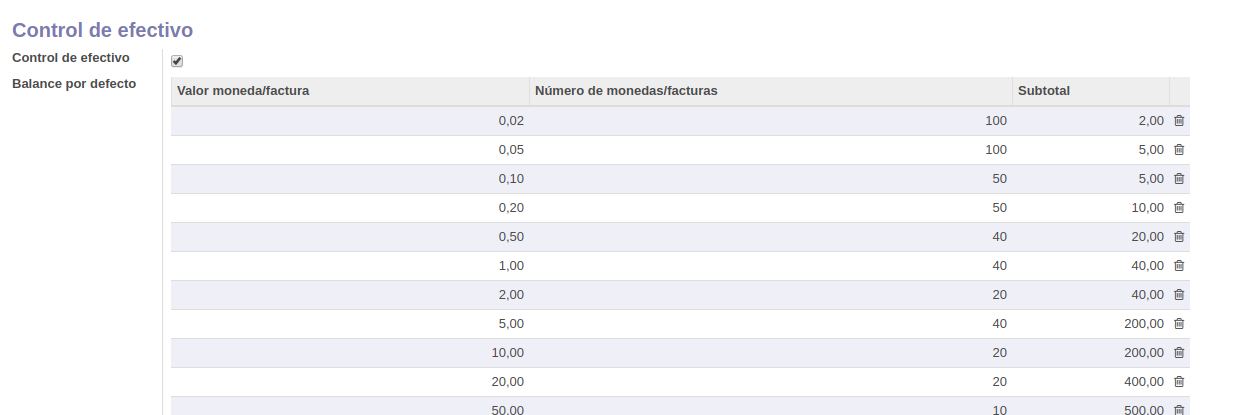 Control de efectivo
Control de efectivo
Balance por defecto
Valor moneda/factura Número de monedas/facturas Subtotal
0,02 100 2,00
0,05 100 5,00
0,10 50 5,00
0,20 50 10,00
0,50 40 20,00
1,00 40 40,00
2,00 20 40,00
5,00 40 200,00
10,00 20 200,00
20,00 20 400,00
50,00 10 500,00